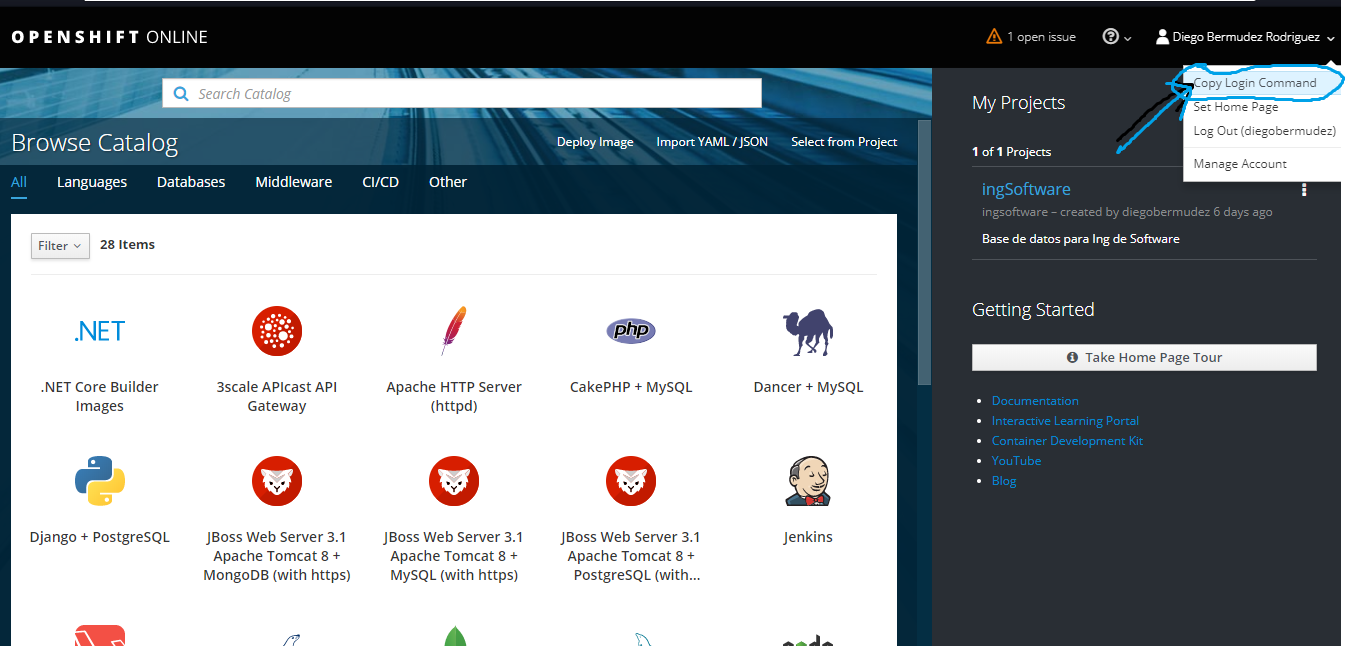 OPENSHIFT ONLINE
1 open issue
Diego Bermudez Rodriguez
Copy Login Command
Set Home Page
Log Out (diegobermudez)
Manage Account
Search Catalog
Browse Catalog
Deploy Image
Import YAML / JSON
Select from Project
All
Languages
Databases
Middleware
CI/CD
Other
Filter
28 Items
.NET
.NET Core Builder
Images
3scale APIcast API
Gateway
Apache HTTP Server
(httpd)
php
CakePHP + MySQL
Dancer + MySQL
Django + PostgreSQL
JBoss Web Server 3.1
Apache Tomcat 8 +
MongoDB (with https)
JBoss Web Server 3.1
Apache Tomcat 8 +
MySQL (with https)
JBoss Web Server 3.1
Apache Tomcat 8 +
PostgreSQL (with...
Jenkins
My Projects
1 of 1 Projects
ingSoftware
ingsoftware – created by diegobermudez 6 days ago
Base de datos para Ing de Software
Getting Started
Take Home Page Tour
Documentation
Interactive Learning Portal
Container Development Kit
YouTube
Blog